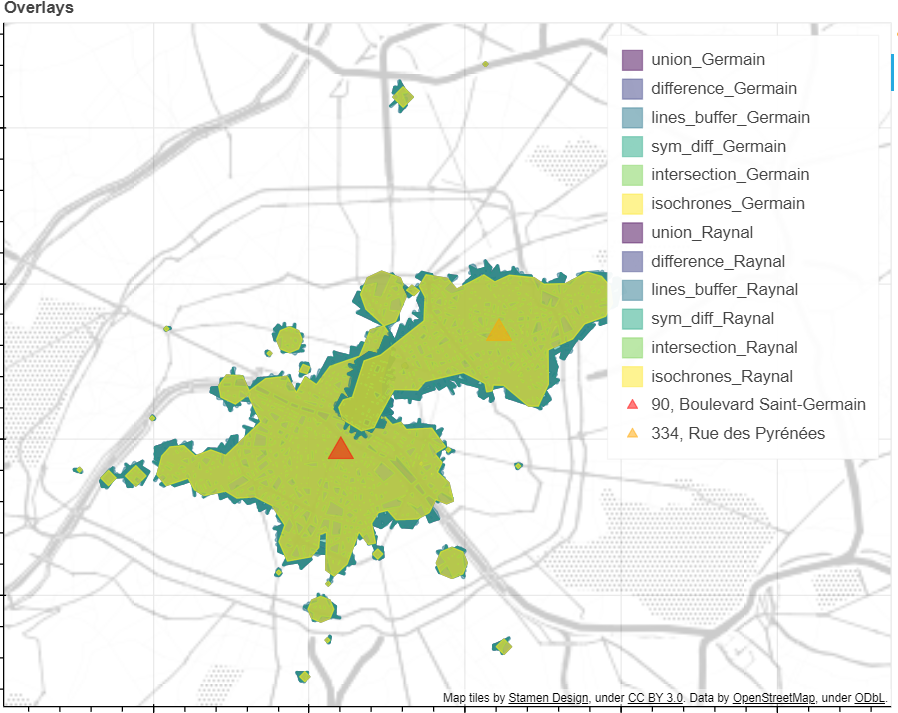 Overlays
union_Germain
difference_Germain
lines_buffer_Germain
sym_diff_Germain
intersection_Germain
isochrones_Germain
union_Raynal
difference_Raynal
lines_buffer_Raynal
sym_diff_Raynal
intersection_Raynal
isochrones_Raynal
90, Boulevard Saint-Germain
334, Rue des Pyrénées
Map tiles by Stamen Design, under CC BY 3.0. Data by OpenStreetMap, under ODbL.